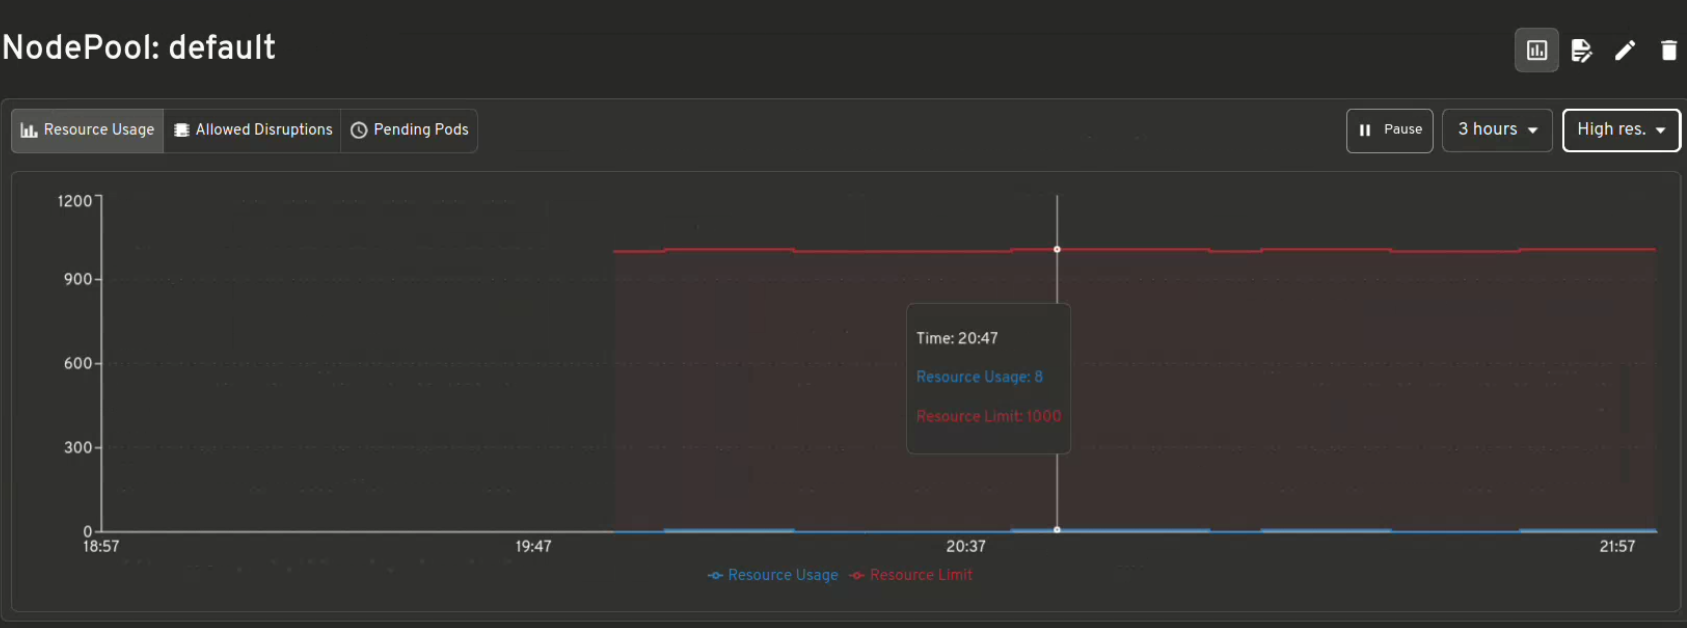 NodePool: default
Resource Usage Allowed Disruptions Pending Pods Pause 3 hours High res.
1200
900
600
300
0
Time: 20:47
Resource Usage: 8
Resource Limit: 1000
18:57 19:47 20:37 21:57
Resource Usage Resource Limit